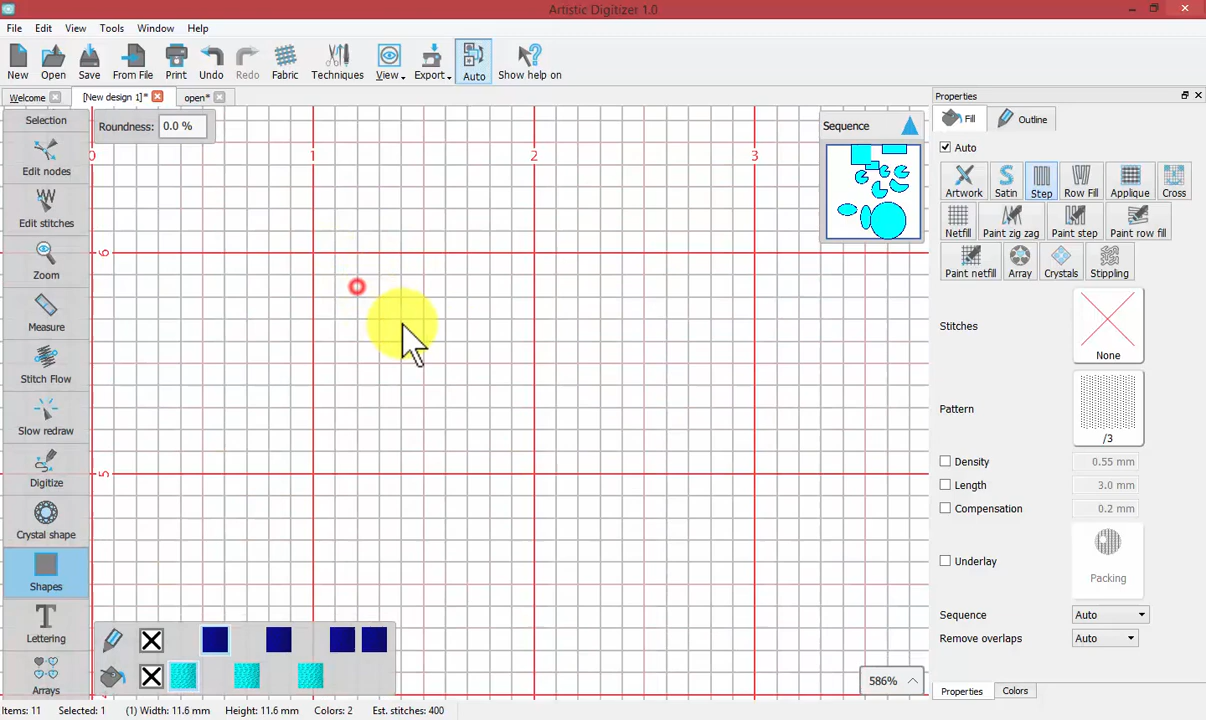 Artistic Digitizer 1.0
File Edit View Tools Window Help
New Open Save From File Print Undo Redo Fabric Techniques View Export Auto Show help on
Welcome [New design 1]* open*
Properties
Selection
Roundness: 0.0 %
Sequence
Fill Outline
Auto
0 1 2 3
6
5
Edit nodes
Edit stitches
Zoom
Measure
Stitch Flow
Slow redraw
Digitize
Crystal shape
Shapes
Lettering
Arrays
Artwork Satin Step Row Fill Applique Cross
Netfill Paint zig zag Paint step Paint row fill
Paint netfill Array Crystals Stippling
Stitches
None
Pattern
/3
Density 0.55 mm
Length 3.0 mm
Compensation 0.2 mm
Underlay
Packing
Sequence Auto
Remove overlaps Auto
586%
Properties Colors
Items: 11 Selected: 1 (1) Width: 11.6 mm Height: 11.6 mm Colors: 2 Est. stitches: 400